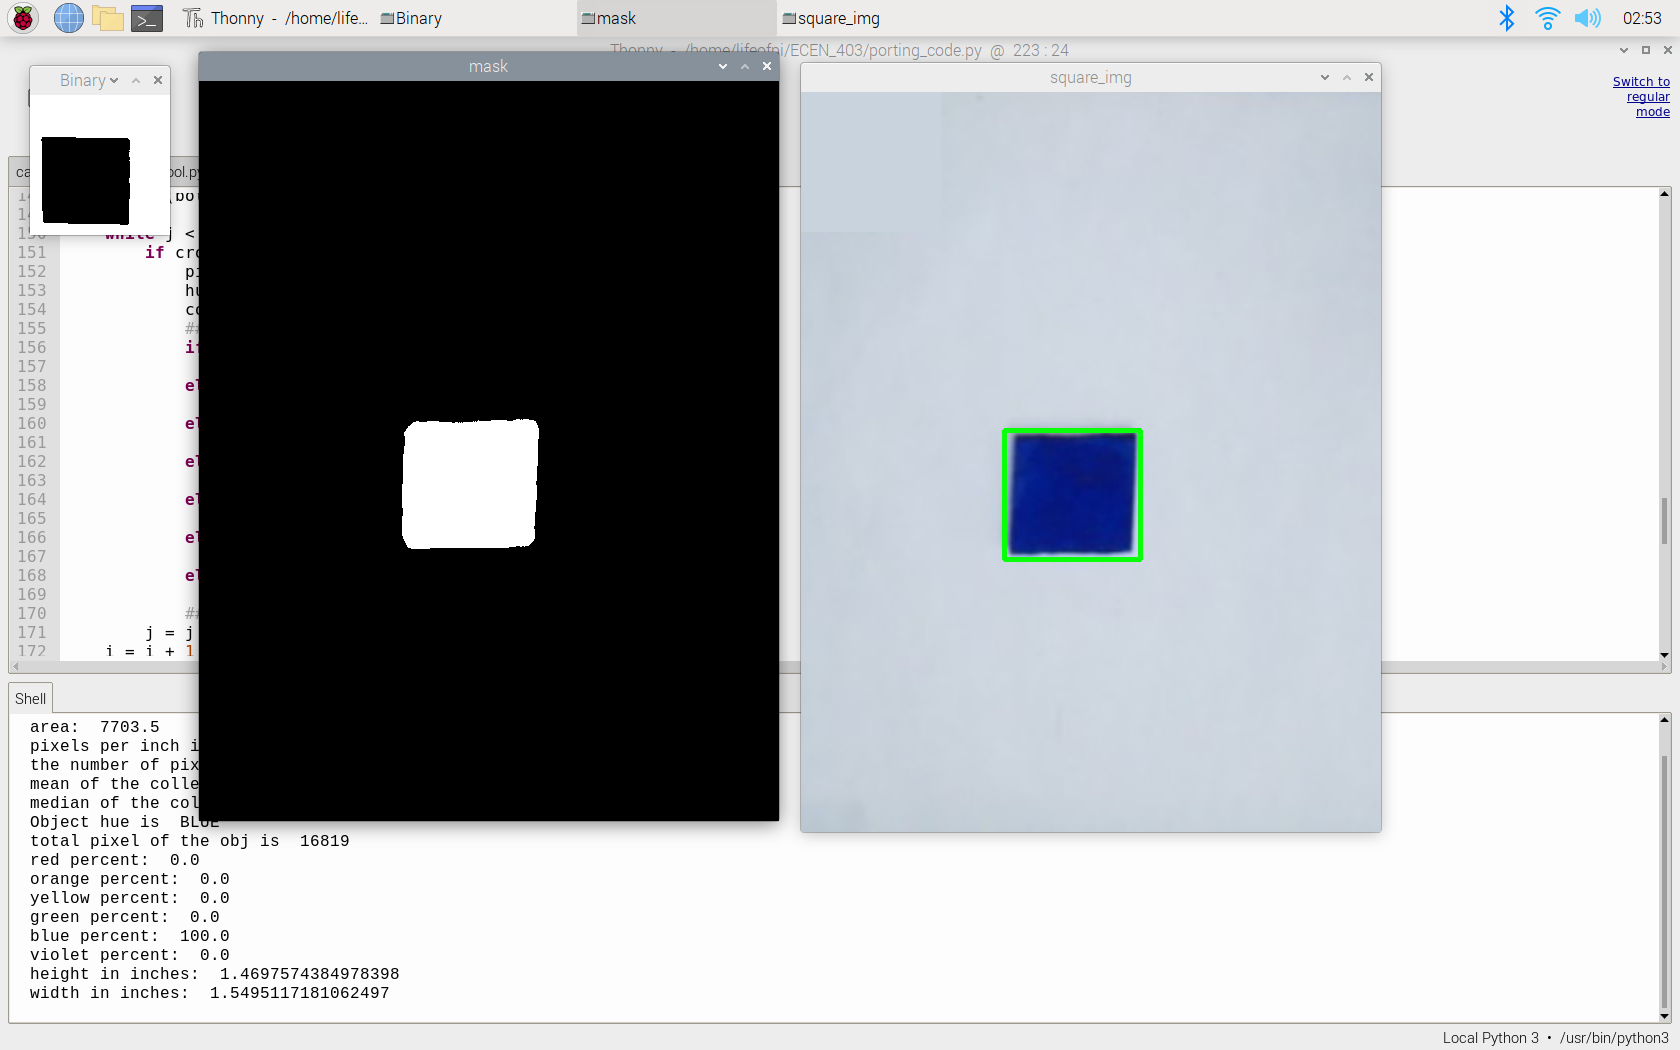 Thonny - /home/life...
Binary
mask
square_img
02:53
Thonny - /home/lifeofpi/ECEN_403/porting_code.py @ 223 : 24
Binary
mask
square_img
Switch to
regular
mode
150 while j <
151 if cro
152 pi
153 hu
154 co
155 ##
156 if
157
158 el
159
160 el
161
162 el
163
164 el
165
166 el
167
168 el
169
170 ##
171 j = j
172 i = i + 1
Shell
area: 7703.5
pixels per inch i
the number of pix
mean of the colle
median of the col
Object hue is BLUE
total pixel of the obj is 16819
red percent: 0.0
orange percent: 0.0
yellow percent: 0.0
green percent: 0.0
blue percent: 100.0
violet percent: 0.0
height in inches: 1.4697574384978398
width in inches: 1.5495117181062497
Local Python 3 • /usr/bin/python3